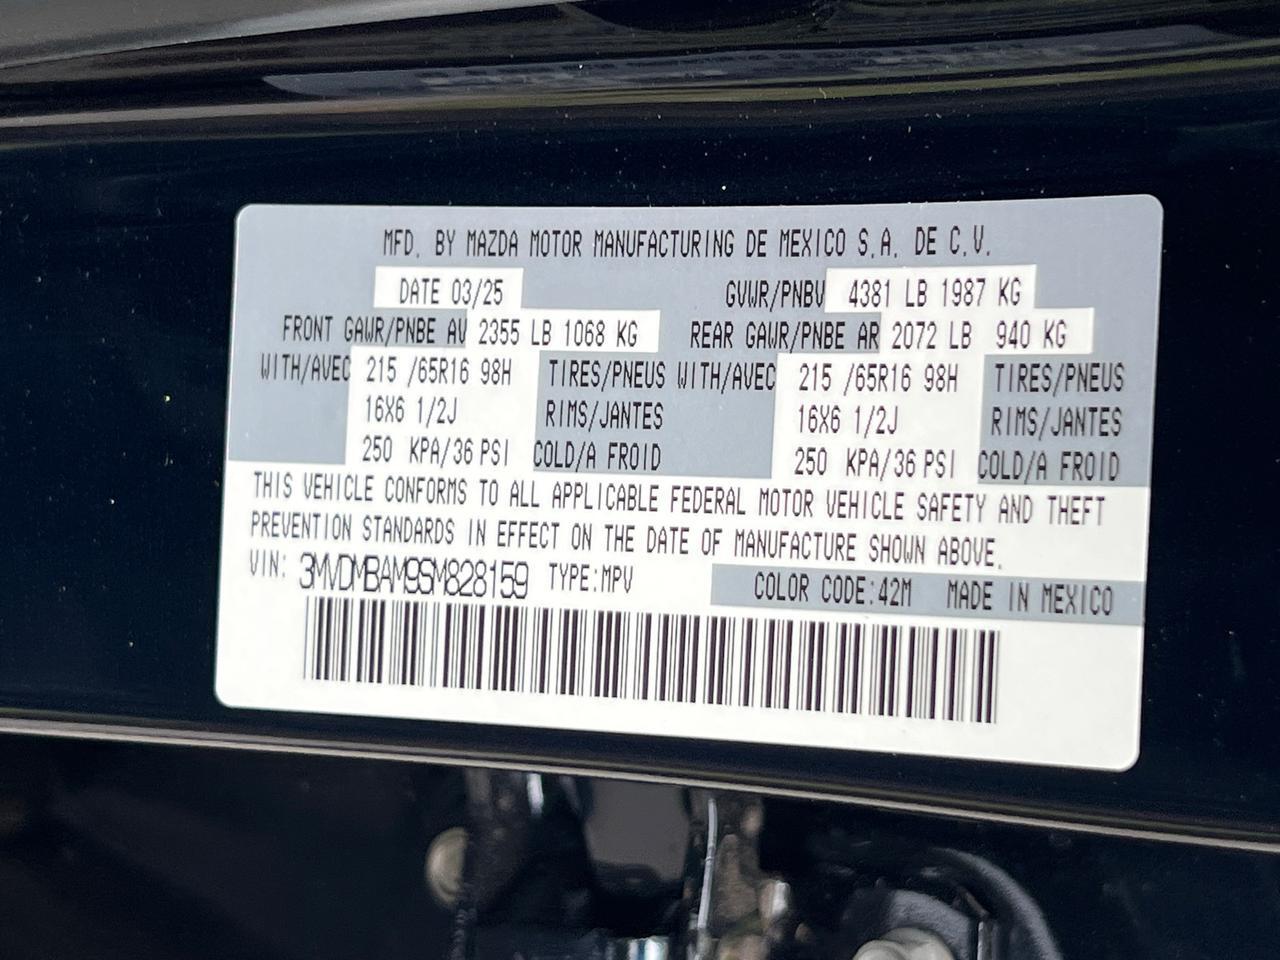 MFD. BY MAZDA MOTOR MANUFACTURING DE MEXICO S.A. DE C.V.
DATE 03/25 GVWR/PNBV 4381 LB 1987 KG
FRONT GAWR/PNBE AV 2355 LB 1068 KG REAR GAWR/PNBE AR 2072 LB 940 KG
WITH/AVEC 215 /65R16 98H TIRES/PNEUS WITH/AVEC 215 /65R16 98H TIRES/PNEUS
16X6 1/2J RIMS/JANTES 16X6 1/2J RIMS/JANTES
250 KPA/36 PSI COLD/A FROID 250 KPA/36 PSI COLD/A FROID
THIS VEHICLE CONFORMS TO ALL APPLICABLE FEDERAL MOTOR VEHICLE SAFETY AND THEFT
PREVENTION STANDARDS IN EFFECT ON THE DATE OF MANUFACTURE SHOWN ABOVE.
VIN: 3MVDMBAM9SM828159 TYPE:MPV COLOR CODE:42M MADE IN MEXICO